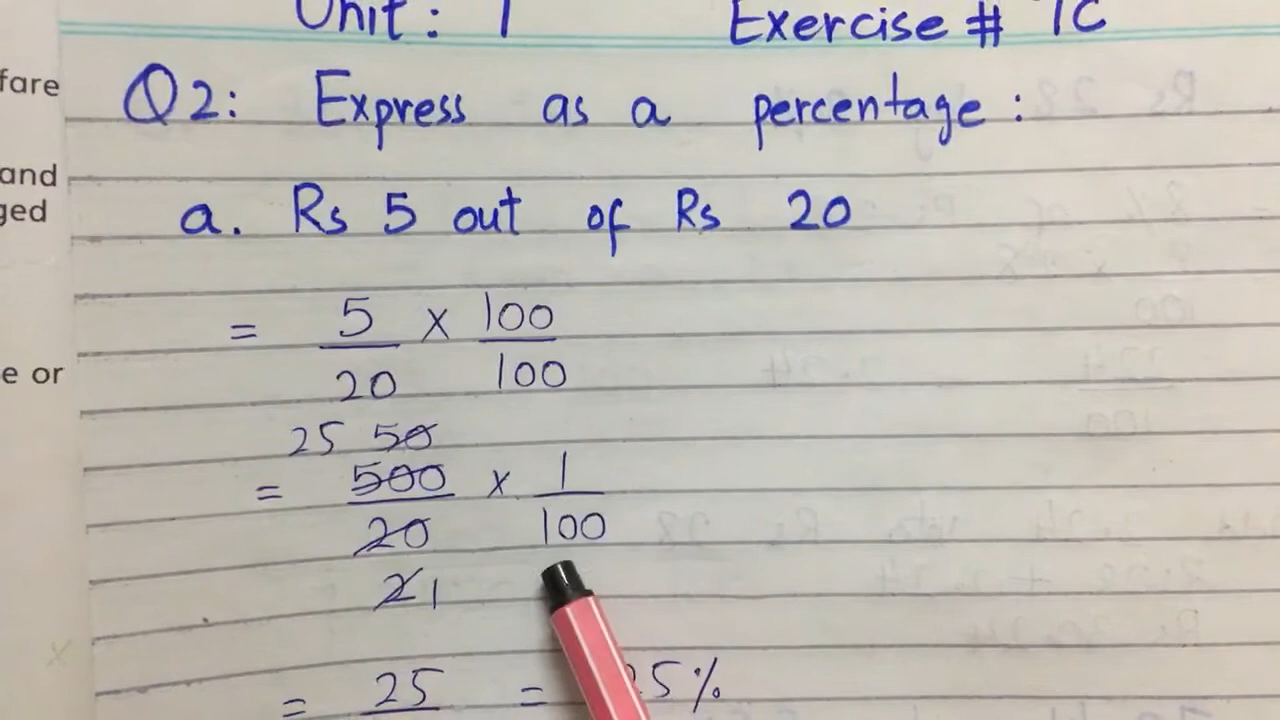 Unit: 1 Exercise # 1C
fare
Q2: Express as a percentage:
and
ged
a. Rs 5 out of Rs 20
= 5/20 × 100/100
e or
25 50
= 500/20 × 1/100
2 1
= 25 = 25%